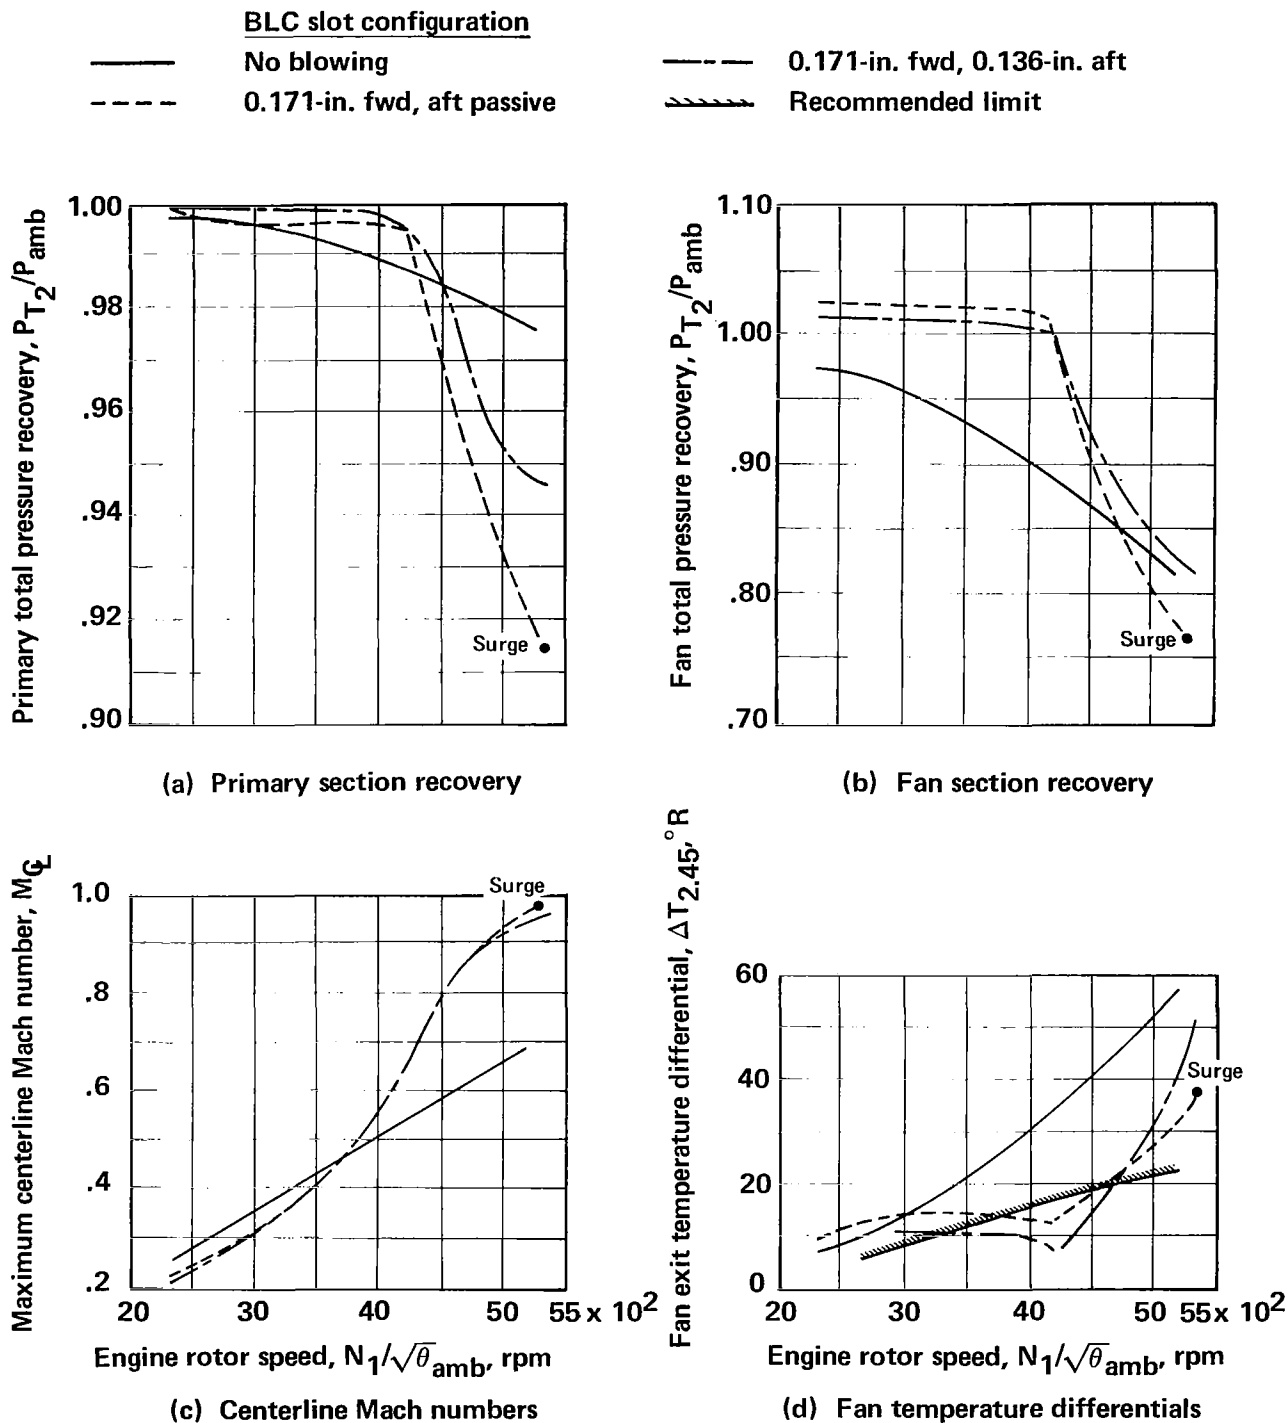 BLC slot configuration
No blowing
0.171-in. fwd, aft passive
0.171-in. fwd, 0.136-in. aft
Recommended limit
Primary total pressure recovery, PT2/Pamb
1.00
.98
.96
.94
.92
.90
Surge
(a) Primary section recovery
Fan total pressure recovery, PT2/Pamb
1.10
1.00
.90
.80
.70
Surge
(b) Fan section recovery
Maximum centerline Mach number, M℄
1.0
.8
.6
.4
.2
Surge
20 30 40 50 55 x 10²
Engine rotor speed, N1/√θamb, rpm
(c) Centerline Mach numbers
Fan exit temperature differential, ΔT2.45, °R
60
40
20
0
Surge
20 30 40 50 55 x 10²
Engine rotor speed, N1/√θamb, rpm
(d) Fan temperature differentials